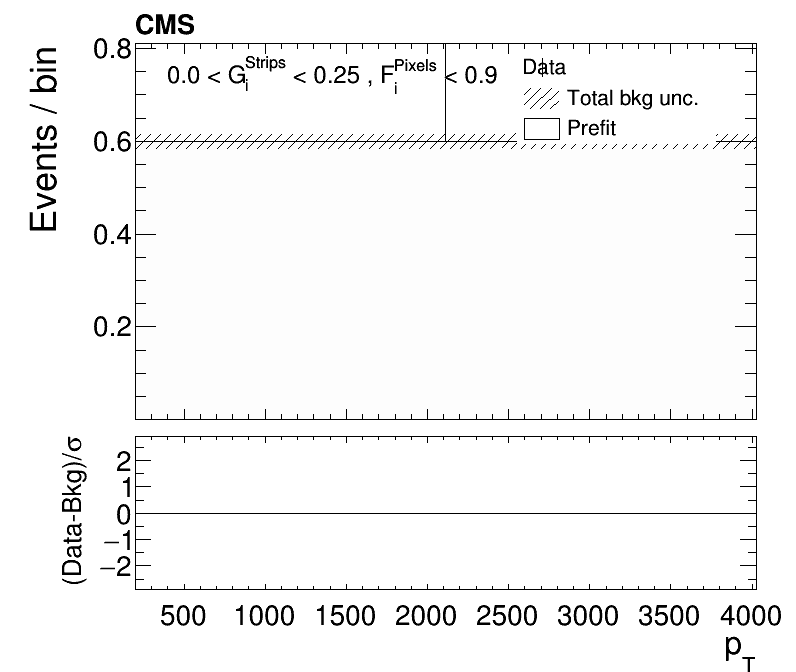 CMS
Events / bin
0.8
0.6
0.4
0.2
0.0 < G_i^Strips < 0.25 , F_i^Pixels < 0.9
Data
Total bkg unc.
Prefit
(Data-Bkg)/σ
2
1
0
−1
−2
500 1000 1500 2000 2500 3000 3500 4000
p_T